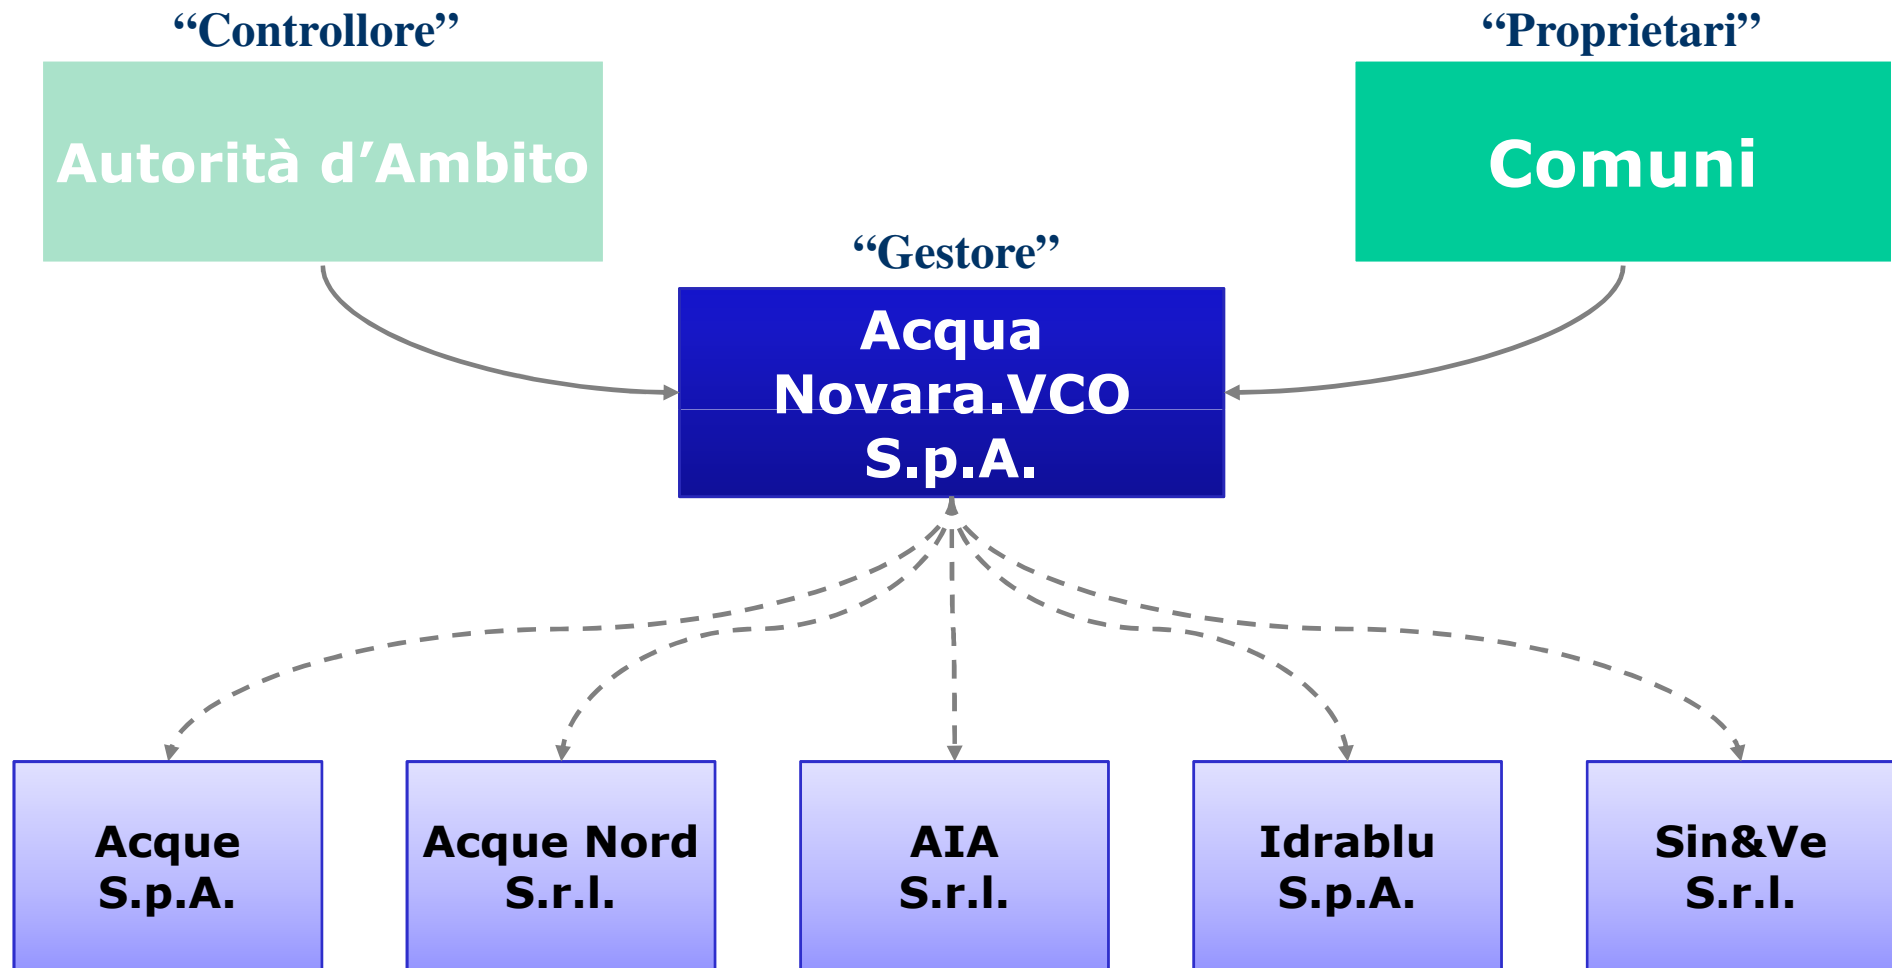 “Controllore”
“Proprietari”
Autorità d’Ambito
Comuni
“Gestore”
Acqua
Novara.VCO
S.p.A.
Acque
S.p.A.
Acque Nord
S.r.l.
AIA
S.r.l.
Idrablu
S.p.A.
Sin&Ve
S.r.l.